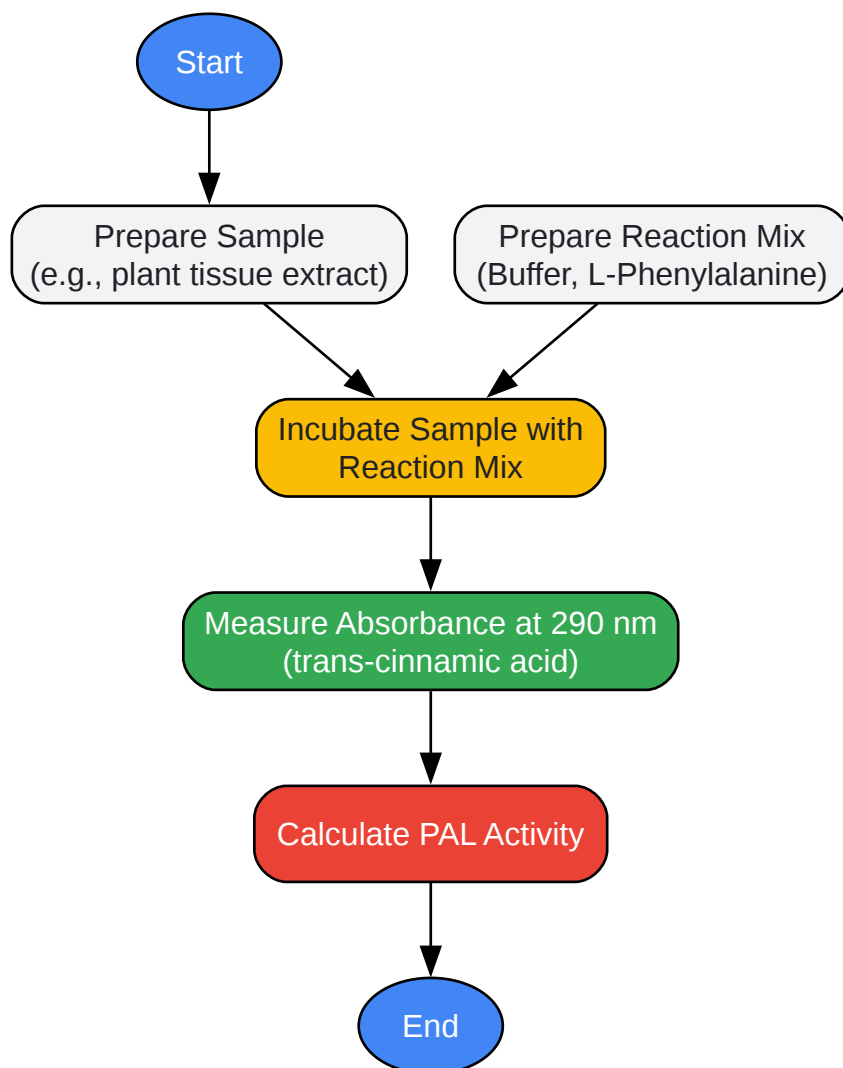 Start
Prepare Sample
(e.g., plant tissue extract)
Prepare Reaction Mix
(Buffer, L-Phenylalanine)
Incubate Sample with
Reaction Mix
Measure Absorbance at 290 nm
(trans-cinnamic acid)
Calculate PAL Activity
End